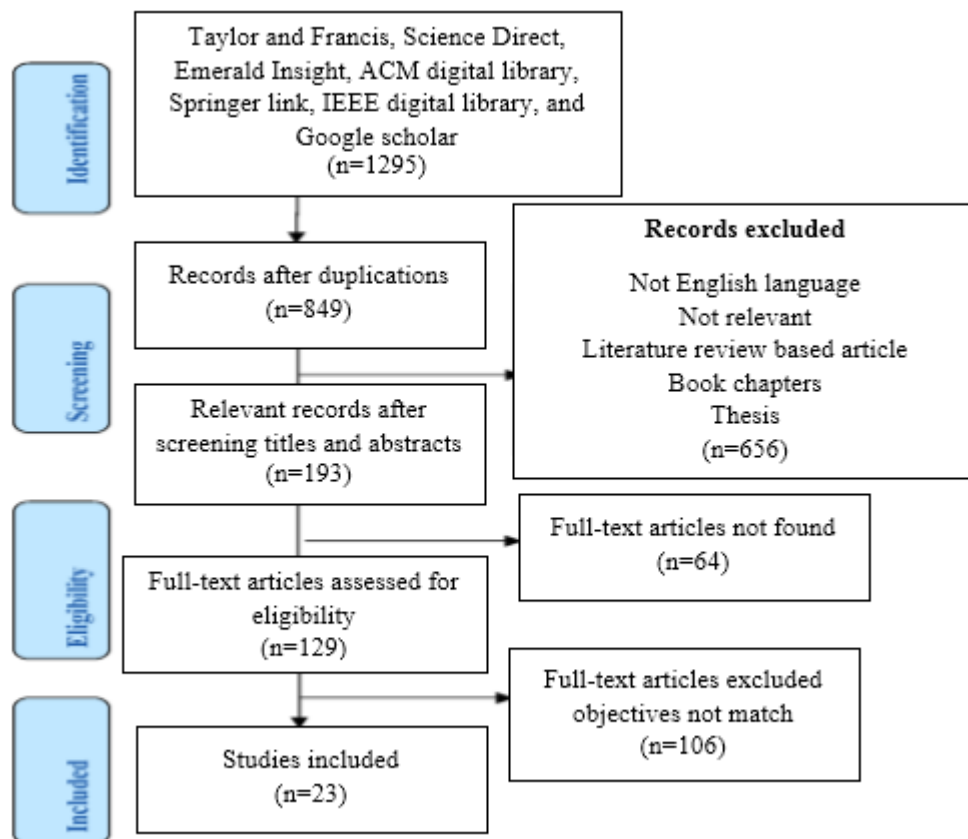 Identification
Taylor and Francis, Science Direct,
Emerald Insight, ACM digital library,
Springer link, IEEE digital library, and
Google scholar
(n=1295)
Screening
Records after duplications
(n=849)
Records excluded
Not English language
Not relevant
Literature review based article
Book chapters
Thesis
(n=656)
Relevant records after
screening titles and abstracts
(n=193)
Eligibility
Full-text articles not found
(n=64)
Full-text articles assessed for
eligibility
(n=129)
Full-text articles excluded
objectives not match
(n=106)
Included
Studies included
(n=23)